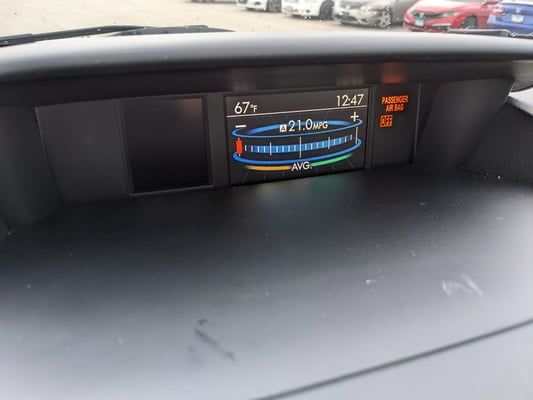 67°F 12:47
− +
A 21.0MPG
AVG.
PASSENGER
AIR BAG
OFF